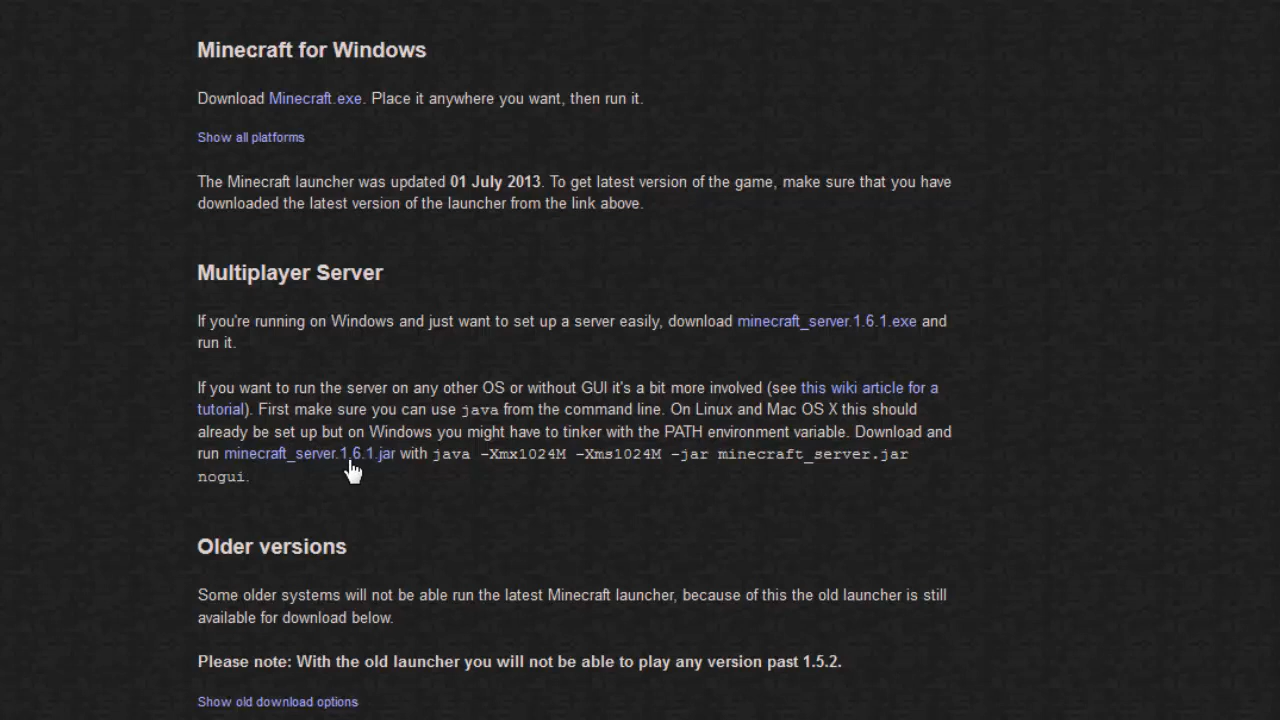 Minecraft for Windows
Download Minecraft.exe. Place it anywhere you want, then run it.
Show all platforms
The Minecraft launcher was updated 01 July 2013. To get latest version of the game, make sure that you have
downloaded the latest version of the launcher from the link above.
Multiplayer Server
If you're running on Windows and just want to set up a server easily, download minecraft_server.1.6.1.exe and
run it.
If you want to run the server on any other OS or without GUI it's a bit more involved (see this wiki article for a
tutorial). First make sure you can use java from the command line. On Linux and Mac OS X this should
already be set up but on Windows you might have to tinker with the PATH environment variable. Download and
run minecraft_server.1.6.1.jar with java -Xmx1024M -Xms1024M -jar minecraft_server.jar
nogui.
Older versions
Some older systems will not be able run the latest Minecraft launcher, because of this the old launcher is still
available for download below.
Please note: With the old launcher you will not be able to play any version past 1.5.2.
Show old download options